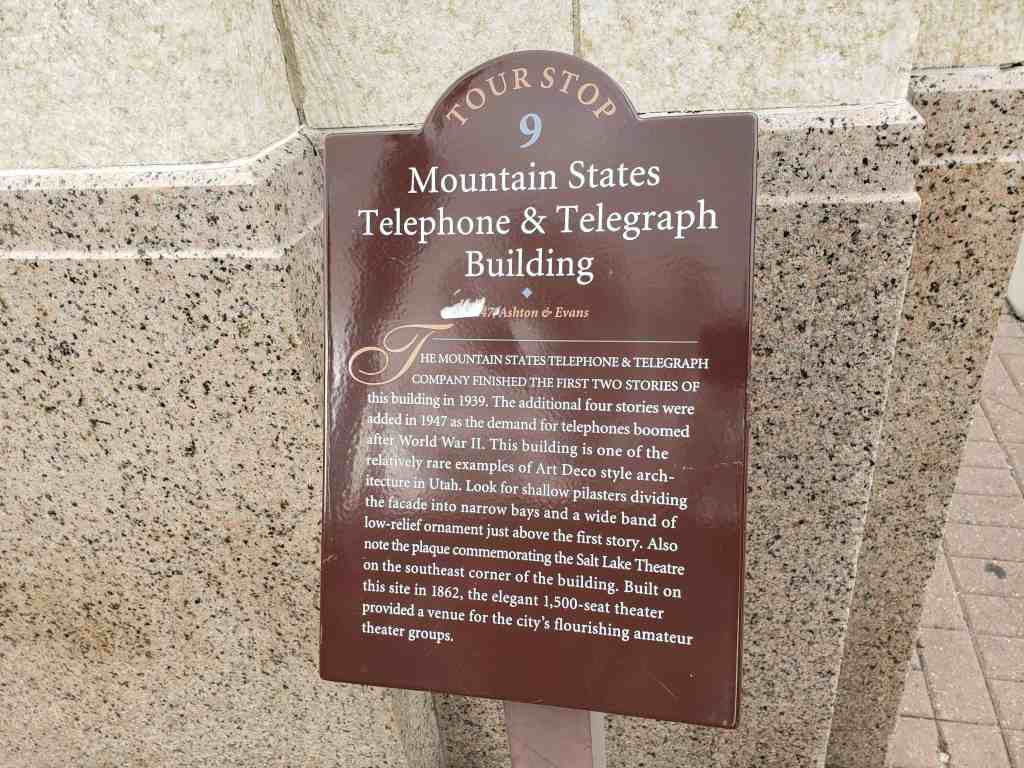 TOUR STOP
9
Mountain States
Telephone & Telegraph
Building
47 Ashton & Evans
THE MOUNTAIN STATES TELEPHONE & TELEGRAPH
COMPANY FINISHED THE FIRST TWO STORIES OF
this building in 1939. The additional four stories were
added in 1947 as the demand for telephones boomed
after World War II. This building is one of the
relatively rare examples of Art Deco style arch-
itecture in Utah. Look for shallow pilasters dividing
the facade into narrow bays and a wide band of
low-relief ornament just above the first story. Also
note the plaque commemorating the Salt Lake Theatre
on the southeast corner of the building. Built on
this site in 1862, the elegant 1,500-seat theater
provided a venue for the city's flourishing amateur
theater groups.